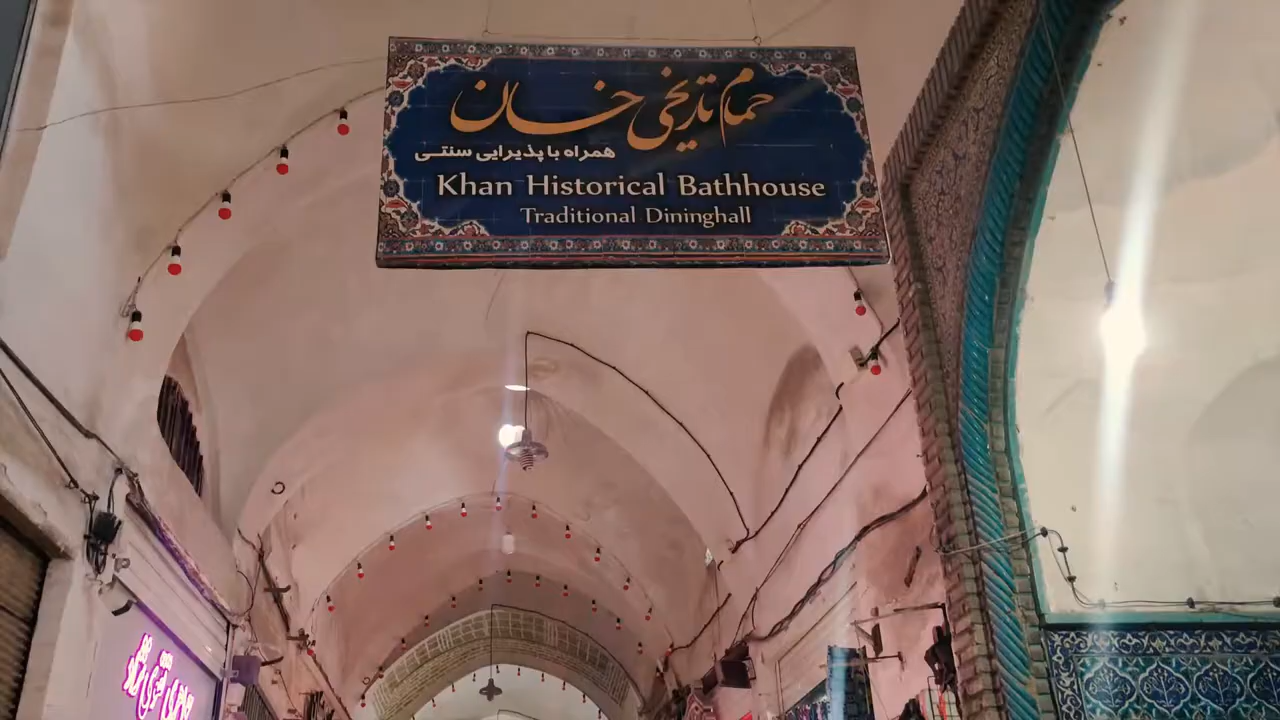 حمام تاریخی خان
همراه با پذیرایی سنتی
Khan Historical Bathhouse
Traditional Dininghall